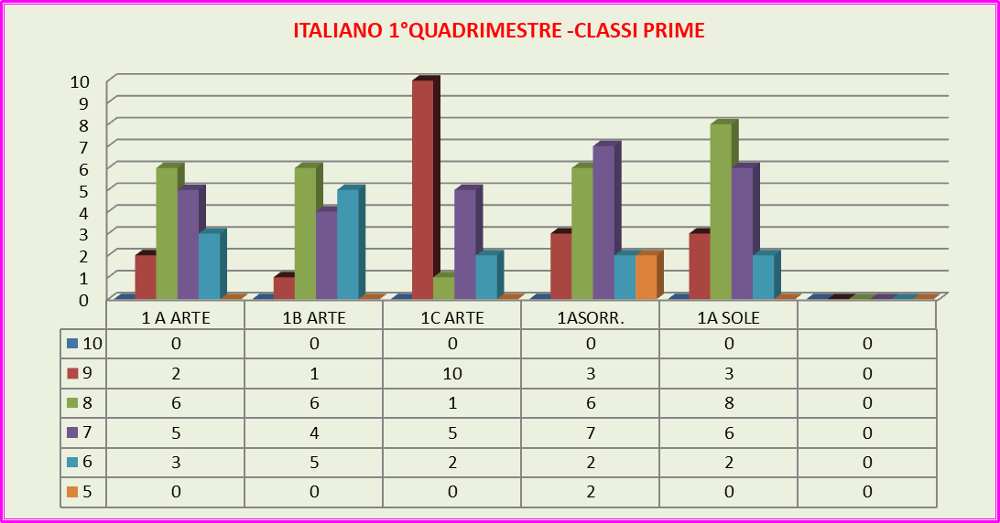 ITALIANO 1°QUADRIMESTRE -CLASSI PRIME
10
9
8
7
6
5
4
3
2
1
0
1 A ARTE 1B ARTE 1C ARTE 1ASORR. 1A SOLE
10 0 0 0 0 0 0
9 2 1 10 3 3 0
8 6 6 1 6 8 0
7 5 4 5 7 6 0
6 3 5 2 2 2 0
5 0 0 0 2 0 0